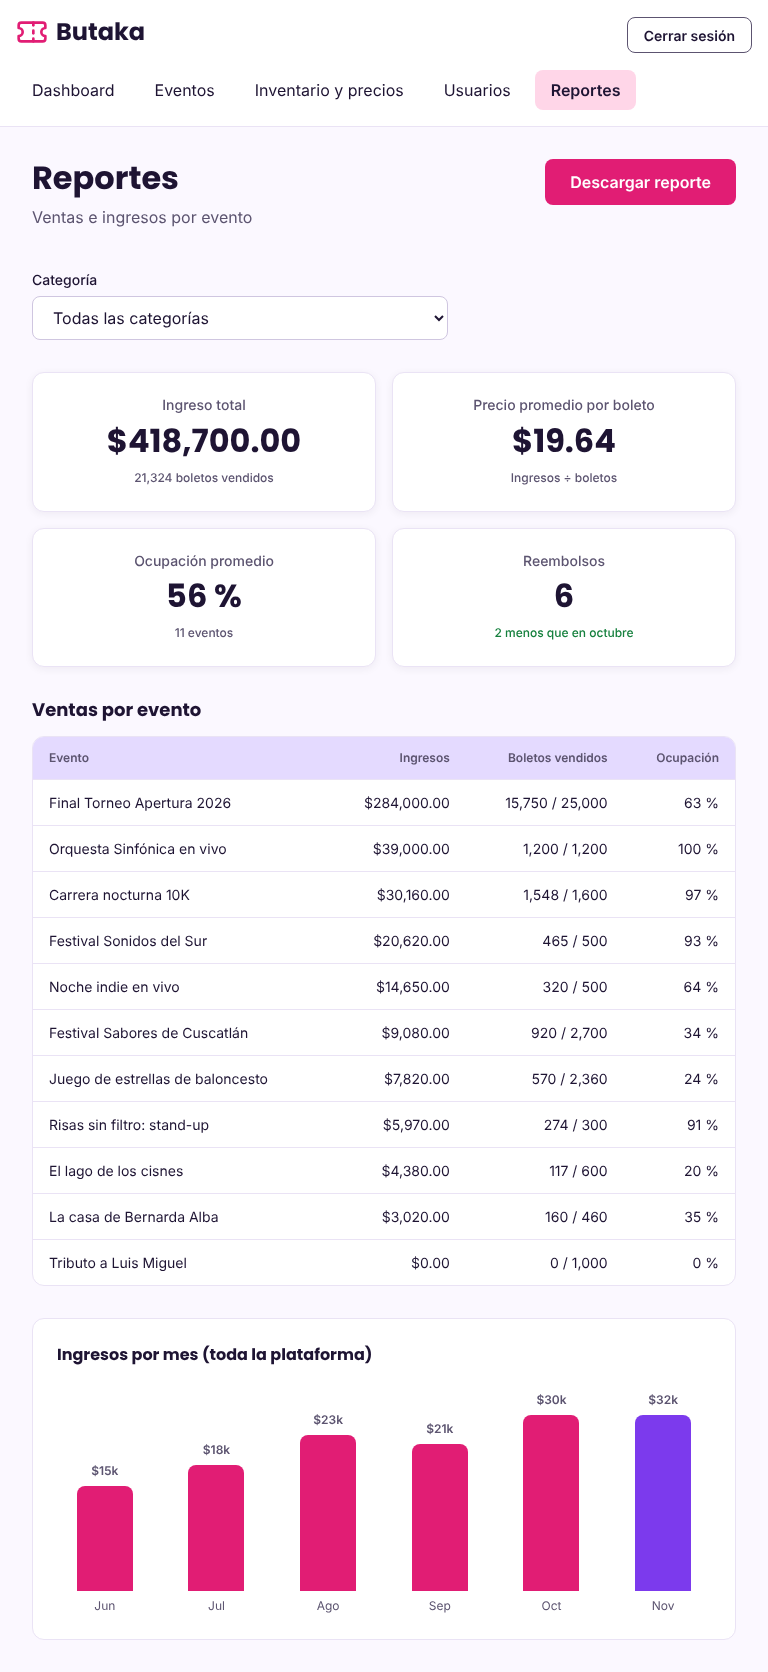 Butaka
Cerrar sesión
Dashboard Eventos Inventario y precios Usuarios Reportes
Reportes
Descargar reporte
Ventas e ingresos por evento
Categoría
Todas las categorías
Ingreso total
$418,700.00
21,324 boletos vendidos
Precio promedio por boleto
$19.64
Ingresos ÷ boletos
Ocupación promedio
56 %
11 eventos
Reembolsos
6
2 menos que en octubre
Ventas por evento
Evento Ingresos Boletos vendidos Ocupación
Final Torneo Apertura 2026 $284,000.00 15,750 / 25,000 63 %
Orquesta Sinfónica en vivo $39,000.00 1,200 / 1,200 100 %
Carrera nocturna 10K $30,160.00 1,548 / 1,600 97 %
Festival Sonidos del Sur $20,620.00 465 / 500 93 %
Noche indie en vivo $14,650.00 320 / 500 64 %
Festival Sabores de Cuscatlán $9,080.00 920 / 2,700 34 %
Juego de estrellas de baloncesto $7,820.00 570 / 2,360 24 %
Risas sin filtro: stand-up $5,970.00 274 / 300 91 %
El lago de los cisnes $4,380.00 117 / 600 20 %
La casa de Bernarda Alba $3,020.00 160 / 460 35 %
Tributo a Luis Miguel $0.00 0 / 1,000 0 %
Ingresos por mes (toda la plataforma)
$15k $18k $23k $21k $30k $32k
Jun Jul Ago Sep Oct Nov